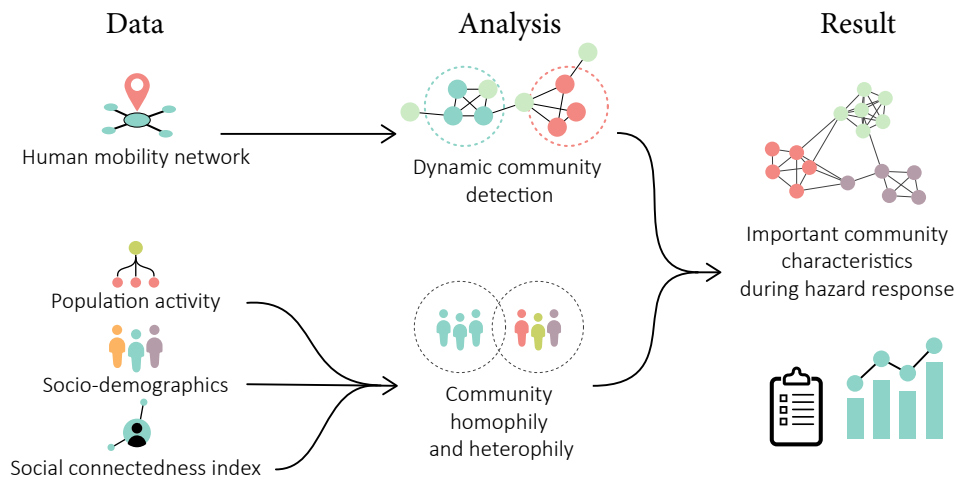 Data
Analysis
Result
Human mobility network
Dynamic community
detection
Population activity
Socio-demographics
Social connectedness index
Community
homophily
and heterophily
Important community
characteristics
during hazard response